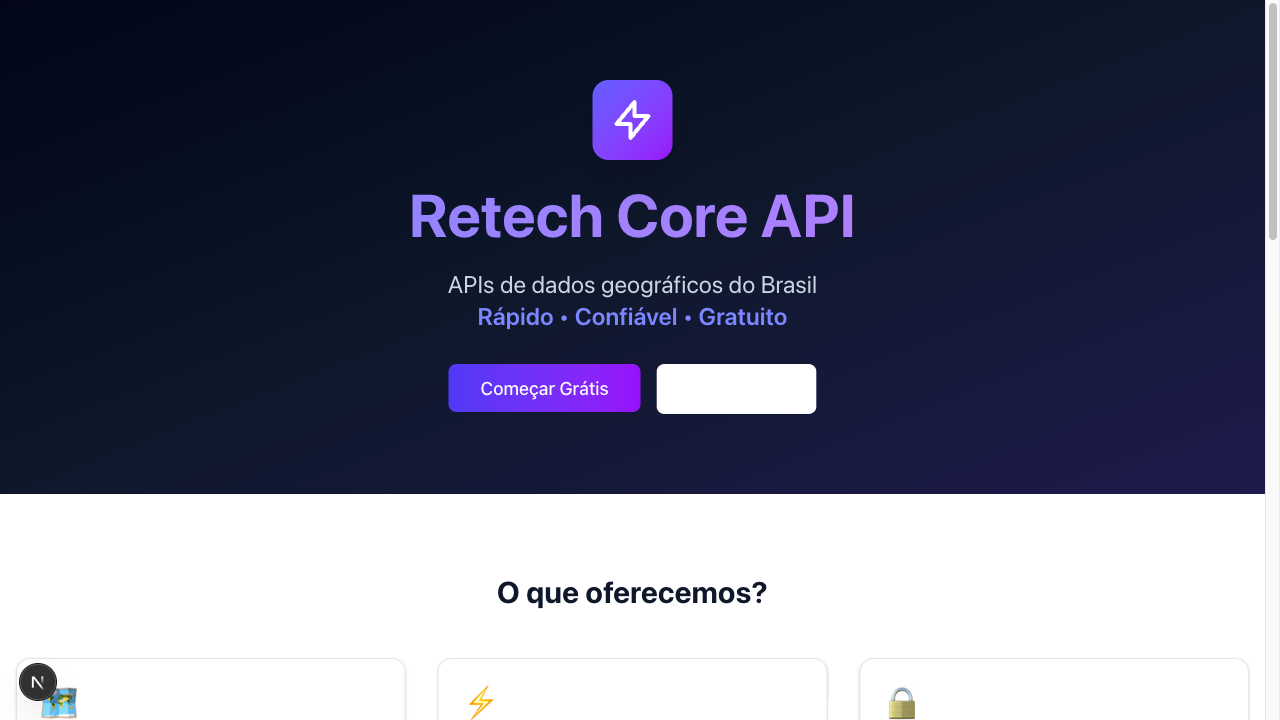 Retech Core API
APIs de dados geográficos do Brasil
Rápido • Confiável • Gratuito
Começar Grátis
O que oferecemos?
N